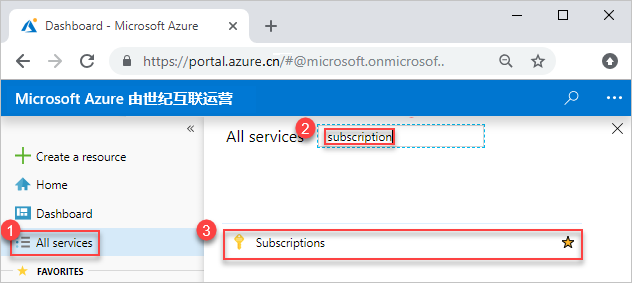 Dashboard - Microsoft Azure
https://portal.azure.cn/#@microsoft.onmicrosof..
Microsoft Azure 由世纪互联运营
All services
2
subscription
Create a resource
Home
Dashboard
1
All services
3
Subscriptions
FAVORITES